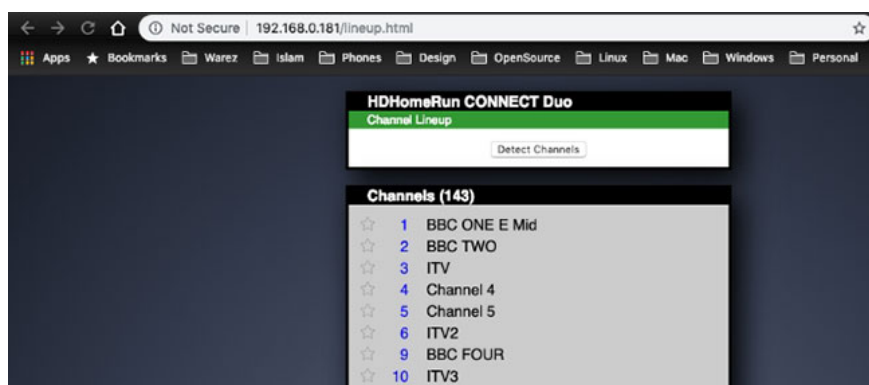 Not Secure 192.168.0.181/lineup.html
Apps Bookmarks Warez Islam Phones Design OpenSource Linux Mac Windows Personal
HDHomeRun CONNECT Duo
Channel Lineup
Detect Channels
Channels (143)
1 BBC ONE E Mid
2 BBC TWO
3 ITV
4 Channel 4
5 Channel 5
6 ITV2
9 BBC FOUR
10 ITV3